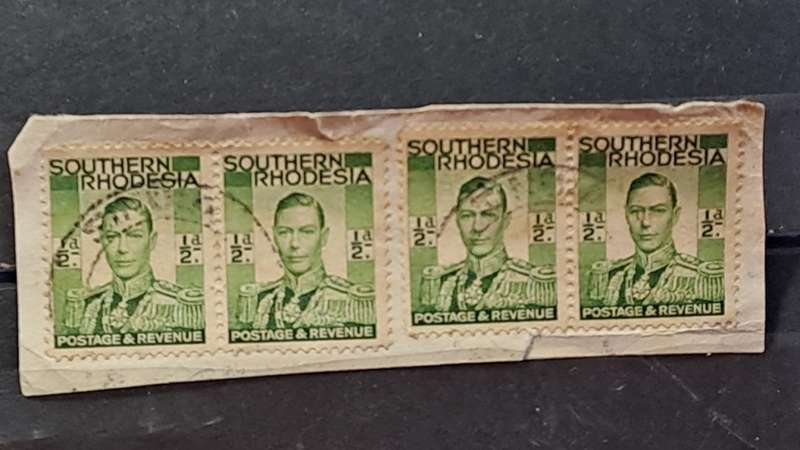 SOUTHERN
RHODESIA
½d. ½d.
POSTAGE & REVENUE
SOUTHERN
RHODESIA
½d. ½d.
POSTAGE & REVENUE
SOUTHERN
RHODESIA
½d. ½d.
POSTAGE & REVENUE
SOUTHERN
RHODESIA
½d. ½d.
POSTAGE & REVENUE